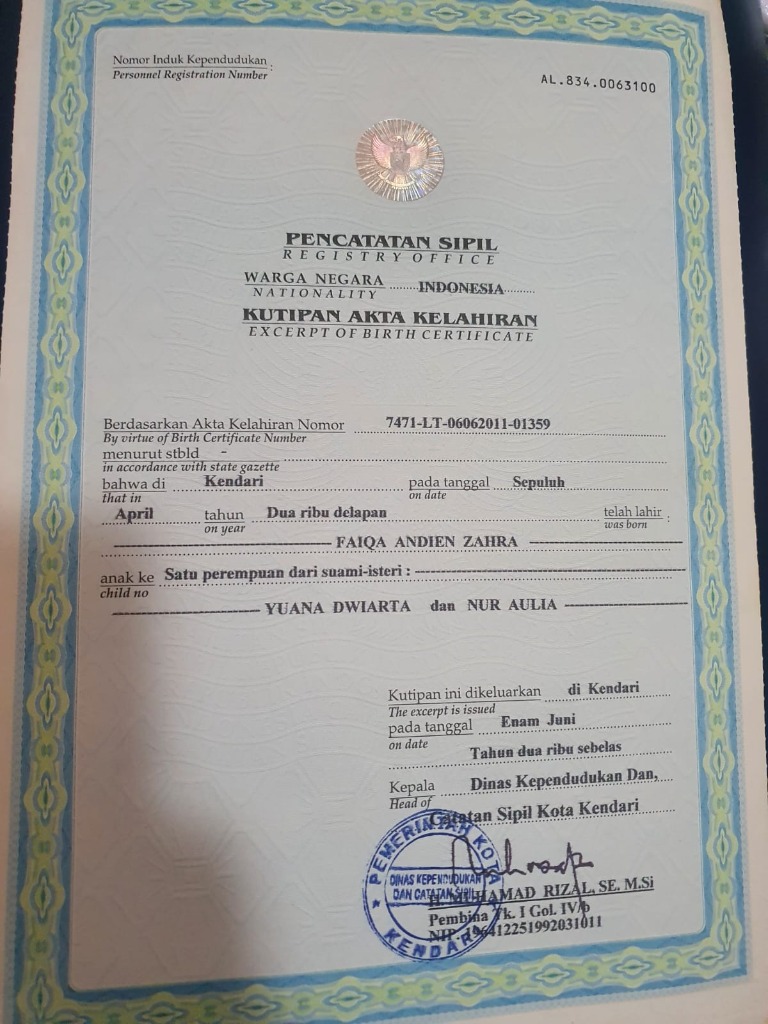 Nomor Induk Kependudukan :
Personnel Registration Number
AL.834.0063100
PENCATATAN SIPIL
REGISTRY OFFICE
WARGA NEGARA INDONESIA
NATIONALITY
KUTIPAN AKTA KELAHIRAN
EXCERPT OF BIRTH CERTIFICATE
Berdasarkan Akta Kelahiran Nomor 7471-LT-06062011-01359
By virtue of Birth Certificate Number
menurut stbld -
in accordance with state gazette
bahwa di Kendari pada tanggal Sepuluh
that in on date
April tahun Dua ribu delapan telah lahir :
on year was born
FAIQA ANDIEN ZAHRA
anak ke Satu perempuan dari suami-isteri :
child no
YUANA DWIARTA dan NUR AULIA
Kutipan ini dikeluarkan di Kendari
The excerpt is issued
pada tanggal Enam Juni
on date
Tahun dua ribu sebelas
Kepala Dinas Kependudukan Dan,
Head of
Catatan Sipil Kota Kendari
PEMERINTAH KOTA
DINAS KEPENDUDUKAN
DAN CATATAN SIPIL
KENDARI
H. MUHAMAD RIZAL, SE. M.Si
Pembina Tk. I Gol. IV/b
NIP. 196412251992031011